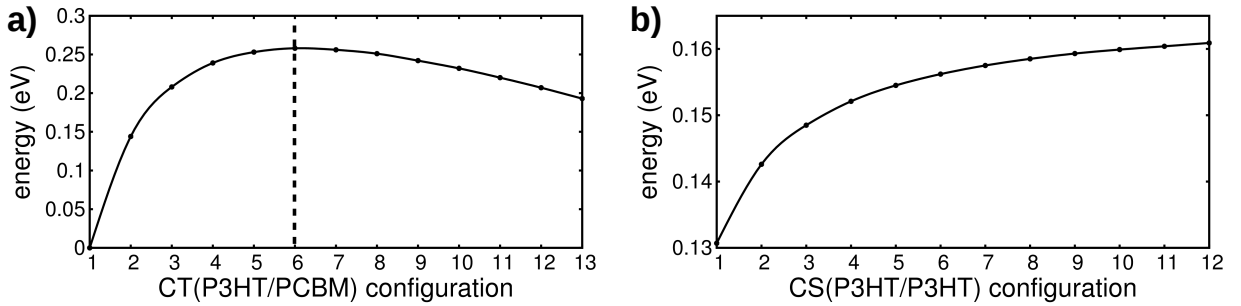 a)
energy (eV)
0.3
0.25
0.2
0.15
0.1
0.05
0
1 2 3 4 5 6 7 8 9 10 11 12 13
CT(P3HT/PCBM) configuration
b)
energy (eV)
0.16
0.15
0.14
0.13
1 2 3 4 5 6 7 8 9 10 11 12
CS(P3HT/P3HT) configuration